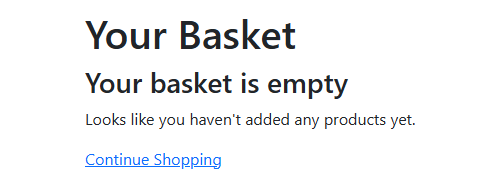 Your Basket
Your basket is empty
Looks like you haven't added any products yet.
Continue Shopping